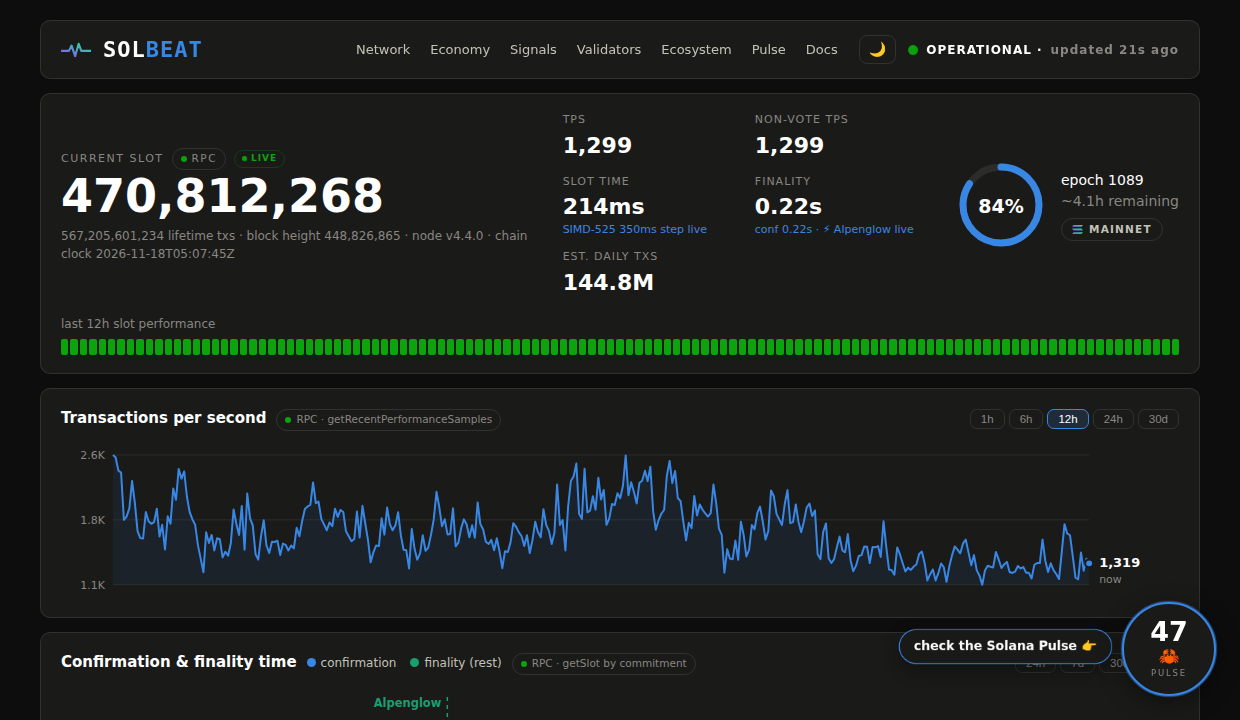 SOLBEAT
Network Economy Signals Validators Ecosystem Pulse Docs 🌙 OPERATIONAL · updated 21s ago
CURRENT SLOT RPC LIVE
470,812,268
567,205,601,234 lifetime txs · block height 448,826,865 · node v4.4.0 · chain
clock 2026-11-18T05:07:45Z
TPS
1,299
NON-VOTE TPS
1,299
SLOT TIME
214ms
SIMD-525 350ms step live
FINALITY
0.22s
conf 0.22s · ⚡ Alpenglow live
EST. DAILY TXS
144.8M
84%
epoch 1089
~4.1h remaining
MAINNET
last 12h slot performance
Transactions per second RPC · getRecentPerformanceSamples
1h 6h 12h 24h 30d
2.6K
1.8K
1.1K
1,319
now
Confirmation & finality time confirmation finality (rest) RPC · getSlot by commitment
check the Solana Pulse 👉
47
🦀
PULSE
Alpenglow